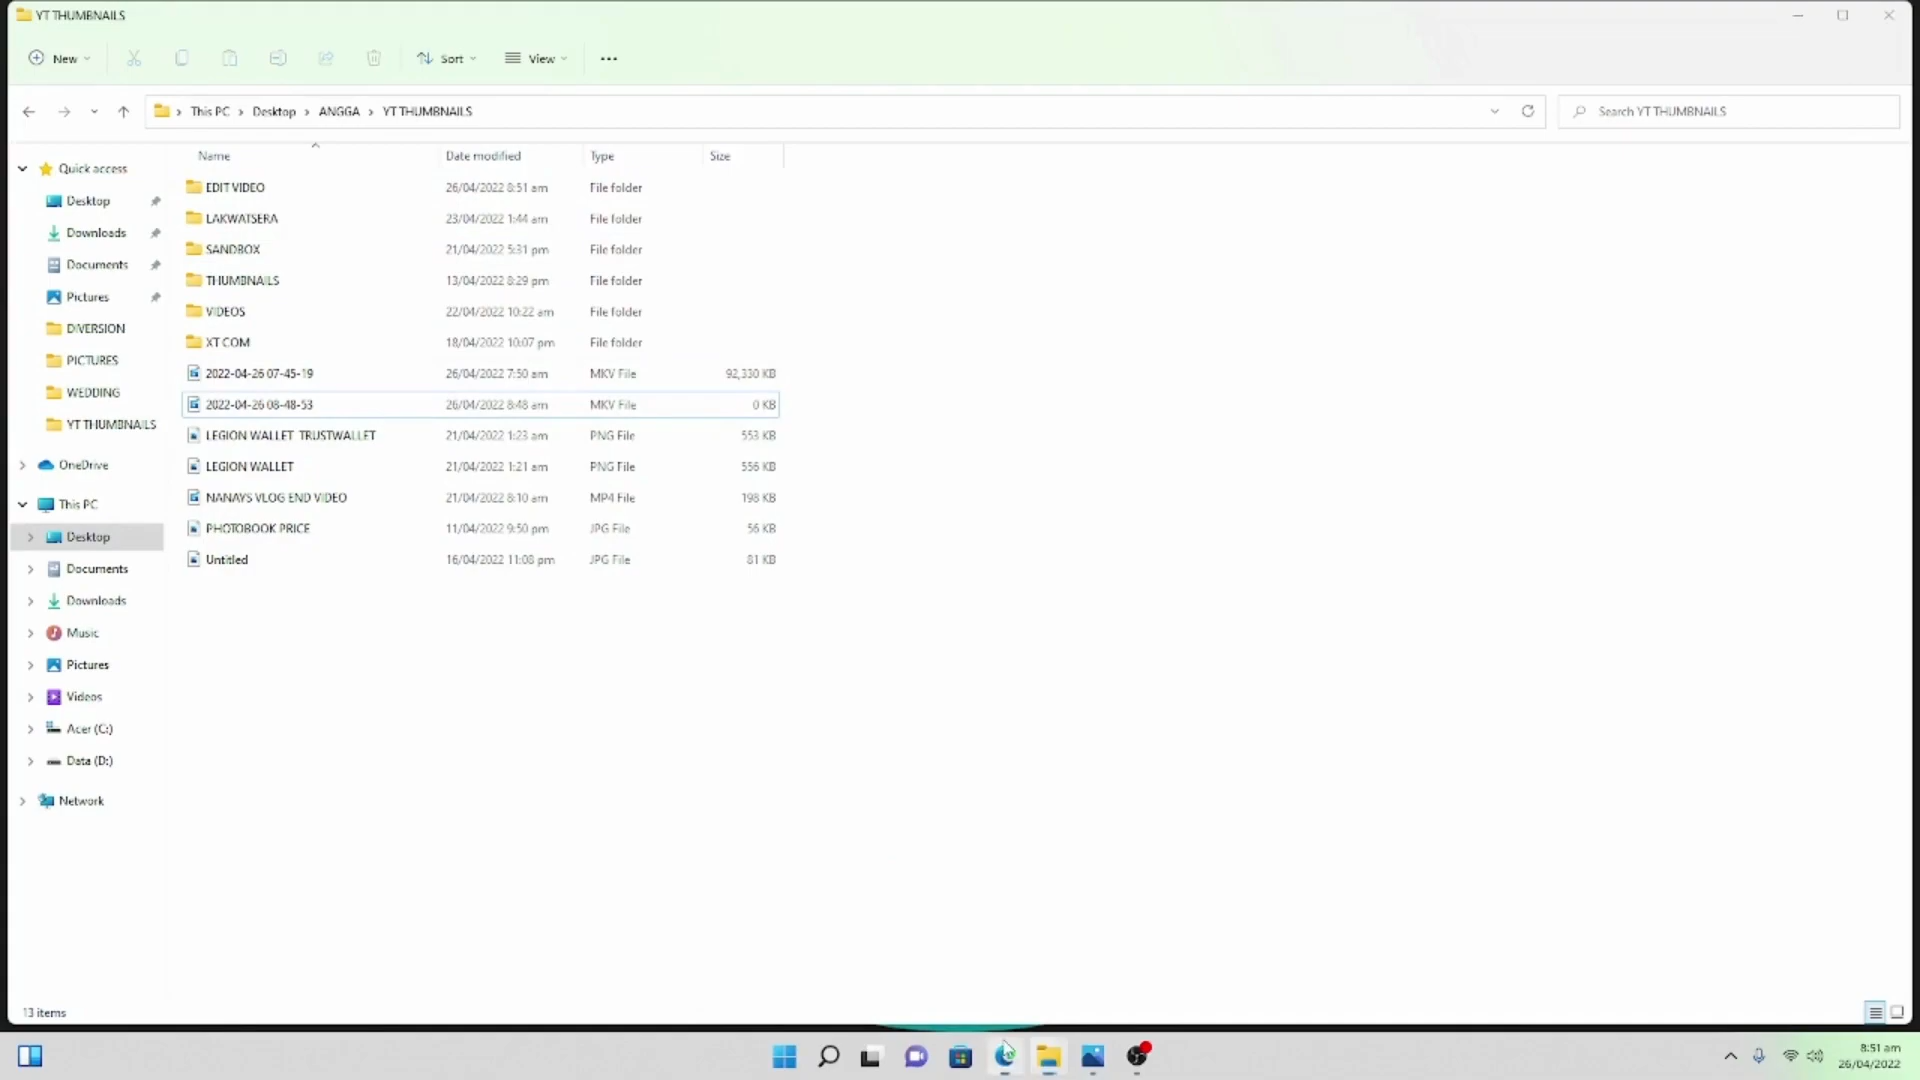 YT THUMBNAILS
New Sort View
This PC Desktop ANGGA YT THUMBNAILS Search YT THUMBNAILS
Name Date modified Type Size
Quick access
Desktop
Downloads
Documents
Pictures
DIVERSION
PICTURES
WEDDING
YT THUMBNAILS
OneDrive
This PC
Desktop
Documents
Downloads
Music
Pictures
Videos
Acer (C:)
Data (D:)
Network
EDIT VIDEO 26/04/2022 8:51 am File folder
LAKWATSERA 23/04/2022 1:44 am File folder
SANDBOX 21/04/2022 5:31 pm File folder
THUMBNAILS 13/04/2022 8:29 pm File folder
VIDEOS 22/04/2022 10:22 am File folder
XT COM 18/04/2022 10:07 pm File folder
2022-04-26 07-45-19 26/04/2022 7:50 am MKV File 92,330 KB
2022-04-26 08-48-53 26/04/2022 8:48 am MKV File 0 KB
LEGION WALLET TRUSTWALLET 21/04/2022 1:23 am PNG File 553 KB
LEGION WALLET 21/04/2022 1:21 am PNG File 556 KB
NANAYS VLOG END VIDEO 21/04/2022 8:10 am MP4 File 198 KB
PHOTOBOOK PRICE 11/04/2022 9:50 pm JPG File 56 KB
Untitled 16/04/2022 11:08 pm JPG File 81 KB
13 items
8:51 am
26/04/2022